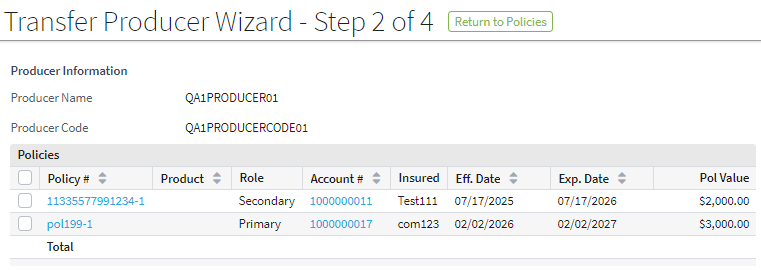 Transfer Producer Wizard - Step 2 of 4 Return to Policies
Producer Information
Producer Name QA1PRODUCER01
Producer Code QA1PRODUCERCODE01
Policies
Policy # Product Role Account # Insured Eff. Date Exp. Date Pol Value
11335577991234-1 Secondary 1000000011 Test111 07/17/2025 07/17/2026 $2,000.00
pol199-1 Primary 1000000017 com123 02/02/2026 02/02/2027 $3,000.00
Total